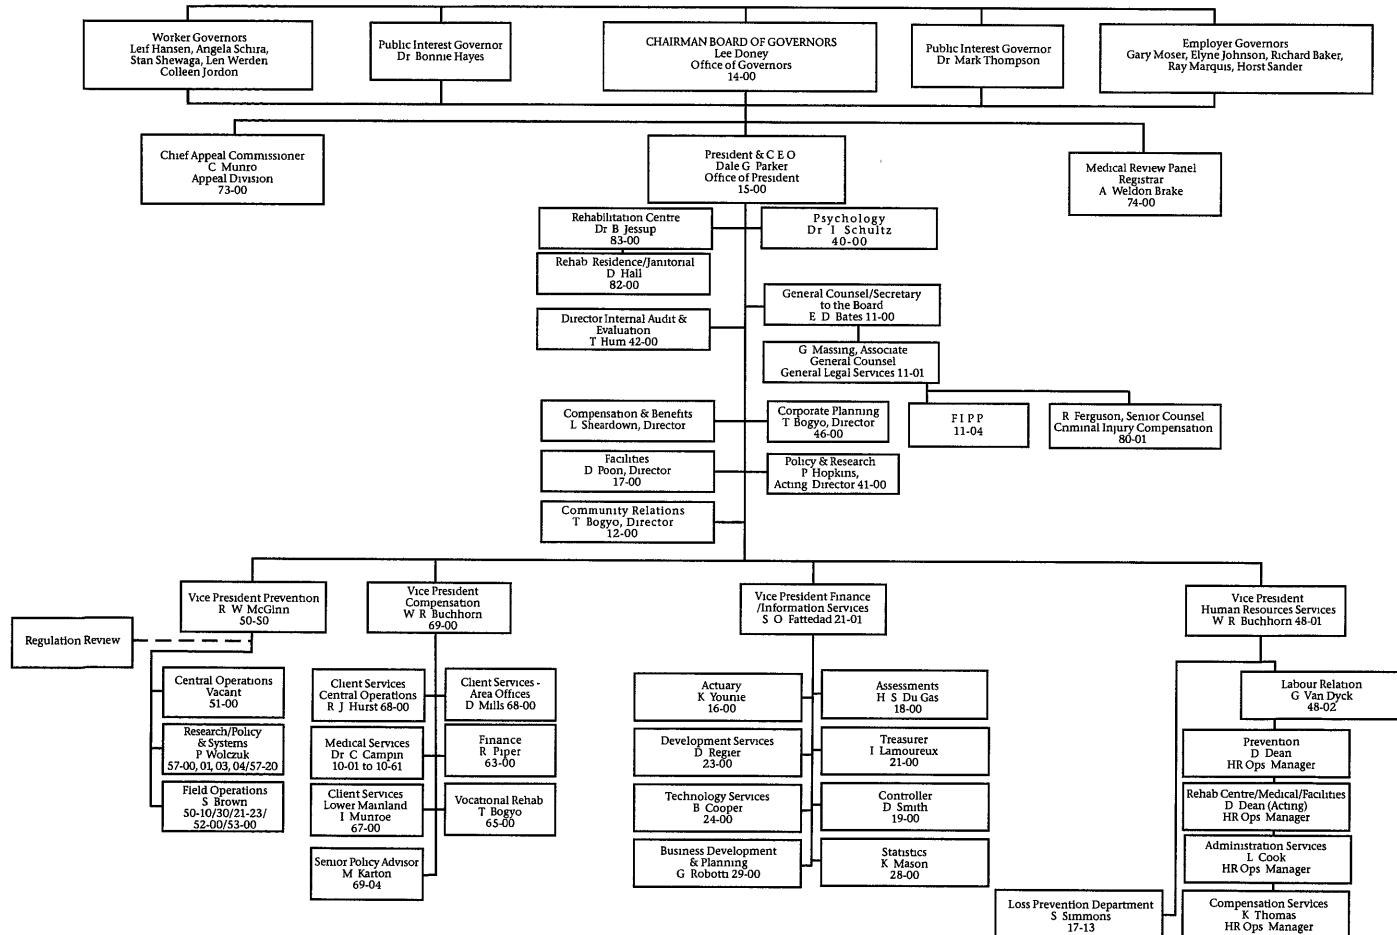 Worker Governors
Leif Hansen, Angela Schira,
Stan Shewaga, Len Werden
Colleen Jordon
Public Interest Governor
Dr Bonnie Hayes
CHAIRMAN BOARD OF GOVERNORS
Lee Doney
Office of Governors
14-00
Public Interest Governor
Dr Mark Thompson
Employer Governors
Gary Moser, Elyne Johnson, Richard Baker,
Ray Marquis, Horst Sander
Chief Appeal Commissioner
C Munro
Appeal Division
73-00
President & C E O
Dale G Parker
Office of President
15-00
Medical Review Panel
Registrar
A Weldon Brake
74-00
Rehabilitation Centre
Dr B Jessup
83-00
Psychology
Dr I Schultz
40-00
Rehab Residence/Janitorial
D Hall
82-00
General Counsel/Secretary
to the Board
E D Bates 11-00
Director Internal Audit &
Evaluation
T Hum 42-00
G Massing, Associate
General Counsel
General Legal Services 11-01
Compensation & Benefits
L Sheardown, Director
Corporate Planning
T Bogyo, Director
46-00
F I P P
11-04
R Ferguson, Senior Counsel
Criminal Injury Compensation
80-01
Facilities
D Poon, Director
17-00
Policy & Research
P Hopkins,
Acting Director 41-00
Community Relations
T Bogyo, Director
12-00
Vice President Prevention
R W McGinn
50-50
Vice President
Compensation
W R Buchhorn
69-00
Vice President Finance
/Information Services
S O Fattedad 21-01
Vice President
Human Resources Services
W R Buchhorn 48-01
Regulation Review
Central Operations
Vacant
51-00
Research/Policy
& Systems
P Wolczuk
57-00, 01, 03, 04/57-20
Field Operations
S Brown
50-10/30/21-23/
52-00/53-00
Client Services
Central Operations
R J Hurst 68-00
Client Services -
Area Offices
D Mills 68-00
Medical Services
Dr C Campin
10-01 to 10-61
Finance
R Piper
63-00
Client Services
Lower Mainland
I Munroe
67-00
Vocational Rehab
T Bogyo
65-00
Senior Policy Advisor
M Karton
69-04
Actuary
K Younie
16-00
Assessments
H S Du Gas
18-00
Development Services
D Regier
23-00
Treasurer
I Lamoureux
21-00
Technology Services
B Cooper
24-00
Controller
D Smith
19-00
Business Development
& Planning
G Robotti 29-00
Statistics
K Mason
28-00
Labour Relation
G Van Dyck
48-02
Prevention
D Dean
HR Ops Manager
Rehab Centre/Medical/Facilities
D Dean (Acting)
HR Ops Manager
Administration Services
L Cook
HR Ops Manager
Loss Prevention Department
S Simmons
17-13
Compensation Services
K Thomas
HR Ops Manager